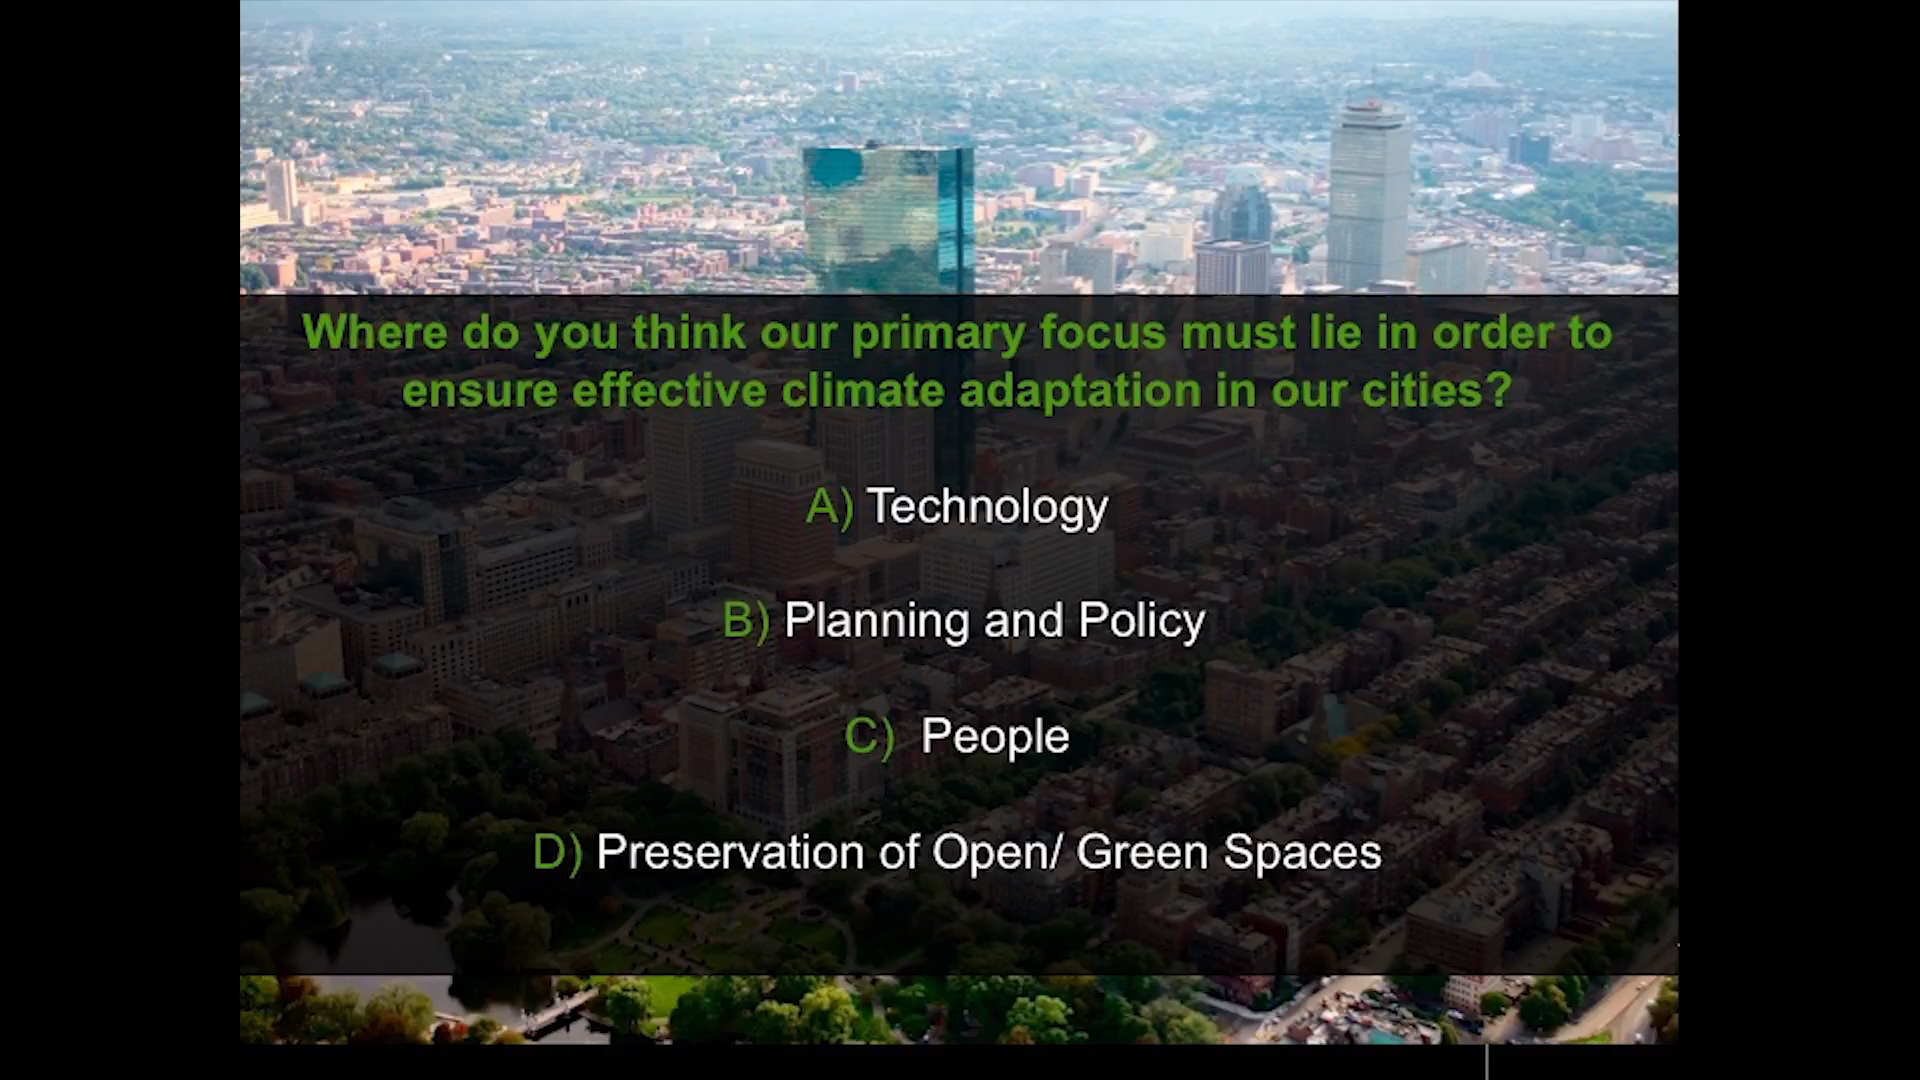 Where do you think our primary focus must lie in order to
ensure effective climate adaptation in our cities?
A) Technology
B) Planning and Policy
C) People
D) Preservation of Open/ Green Spaces